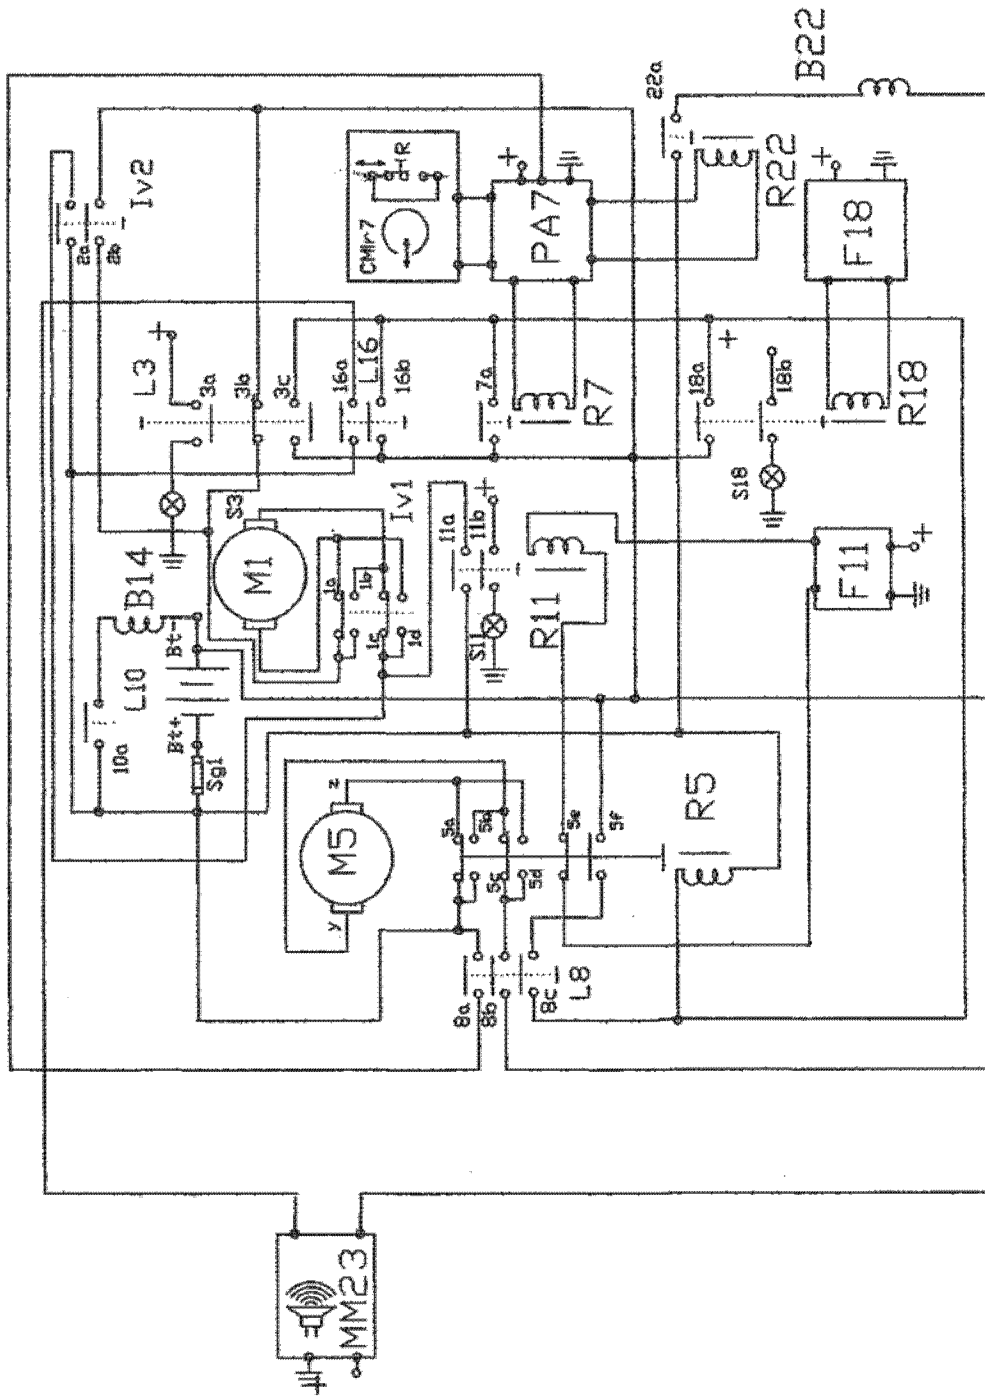 B22
22a
R22
+
F18
Iv2
2a
2b
CMIr7
d-fR
+
PA7
R7
L3
+
3a
3b
3c
16a
L16
16b
7a
18a
+
18b
R18
S18
S3
M1
Iv1
1a
1b
1c
1d
11a
11b
+
S11
R11
F11
+
B14
Bt-
L10
10a
Bt+
Sg1
z
M5
y
5a
5b
5c
5d
5e
5f
R5
8a
8b
8c
L8
MM23
+